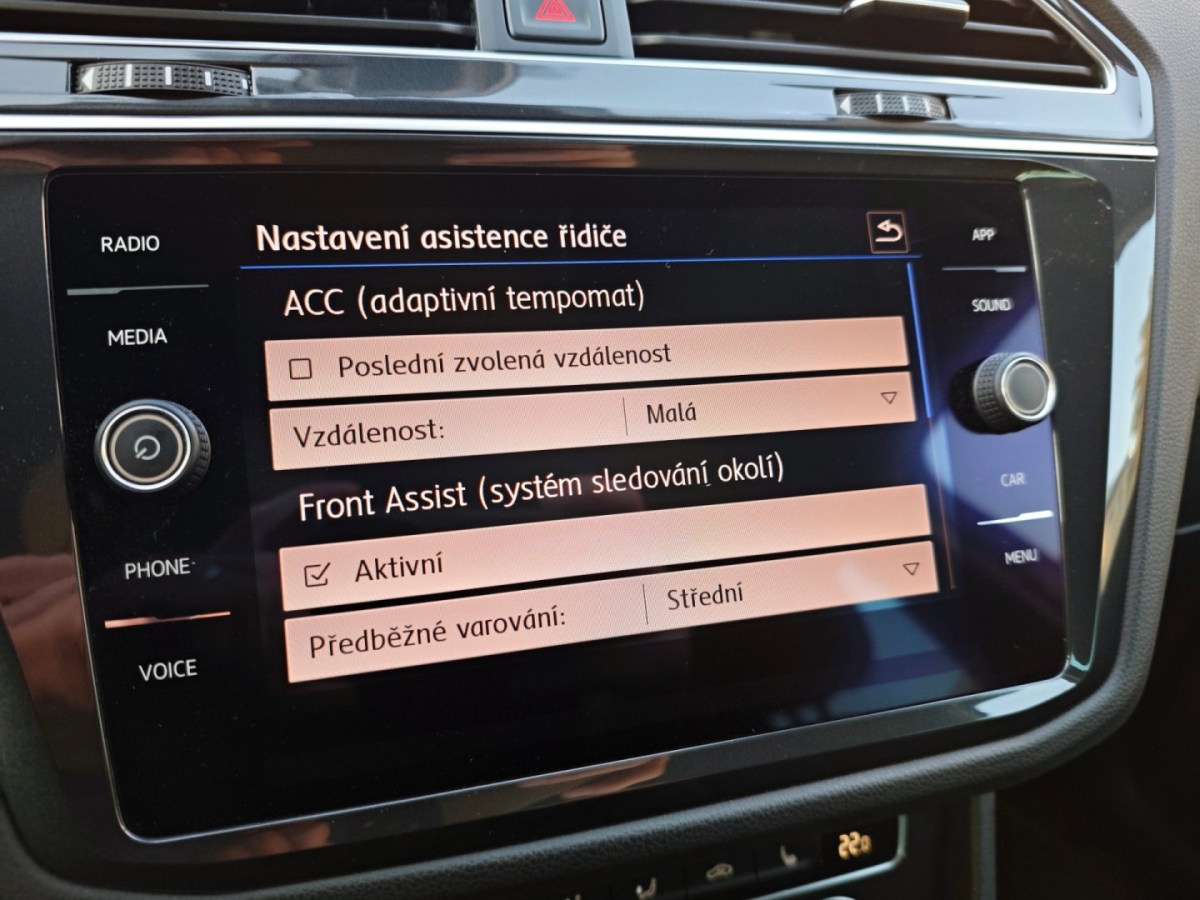 RADIO
MEDIA
PHONE
VOICE
Nastavení asistence řidiče
ACC (adaptivní tempomat)
Poslední zvolená vzdálenost
Vzdálenost: Malá
Front Assist (systém sledování okolí)
Aktivní
Předběžné varování: Střední
APP
SOUND
CAR
MENU
22.0